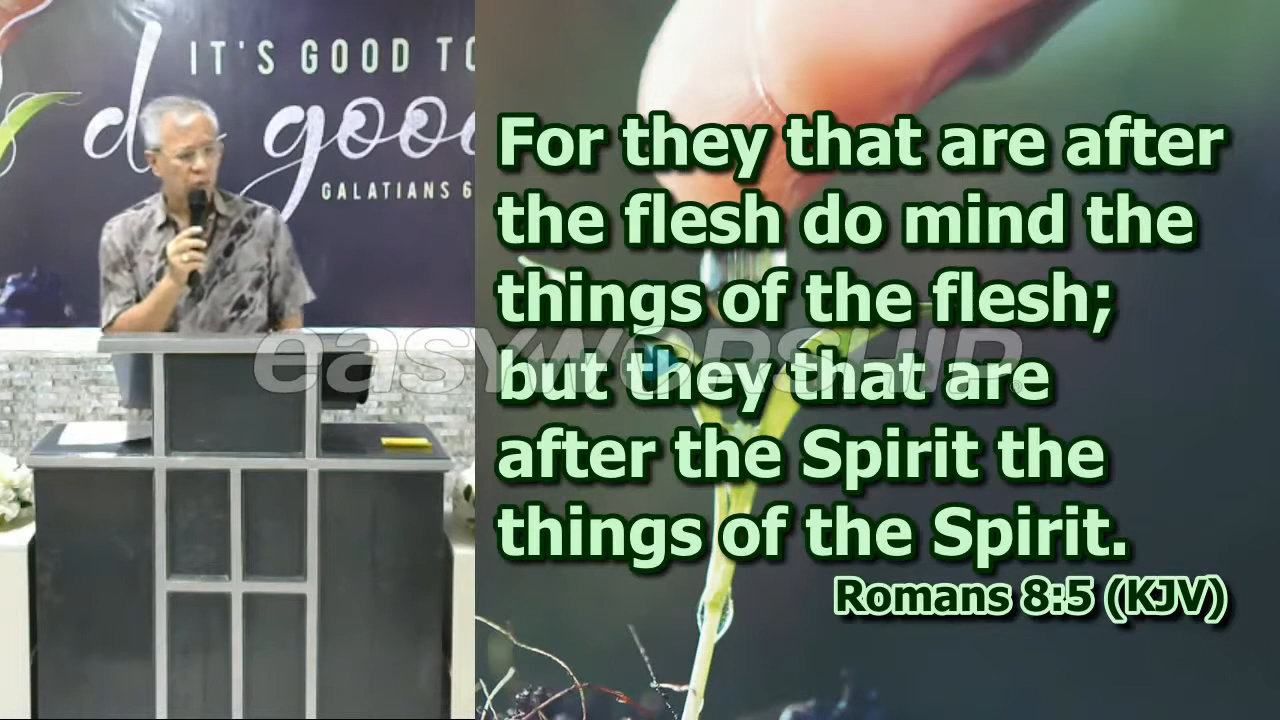 IT'S GOOD TO
do good
GALATIANS 6
For they that are after
the flesh do mind the
things of the flesh;
but they that are
after the Spirit the
things of the Spirit.
Romans 8:5 (KJV)
easyworship